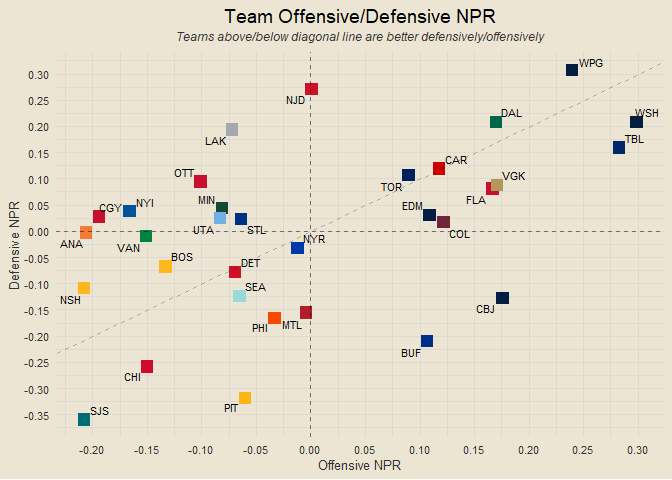 Team Offensive/Defensive NPR
Teams above/below diagonal line are better defensively/offensively
Defensive NPR
0.30
0.25
0.20
0.15
0.10
0.05
0.00
-0.05
-0.10
-0.15
-0.20
-0.25
-0.30
-0.35
WPG
NJD
DAL
WSH
LAK
TBL
CAR
OTT
VGK
TOR
FLA
MIN
NYI
CGY
EDM
UTA
STL
COL
ANA
VAN
NYR
BOS
DET
SEA
NSH
CBJ
PHI
MTL
BUF
CHI
PIT
SJS
-0.20 -0.15 -0.10 -0.05 0.00 0.05 0.10 0.15 0.20 0.25 0.30
Offensive NPR